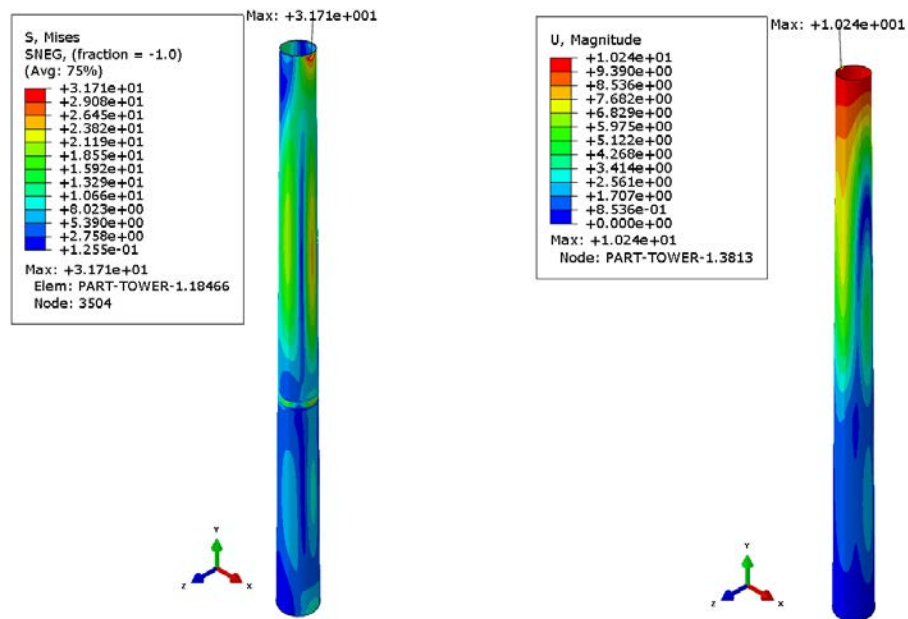 Max: +3.171e+001
S, Mises
SNEG, (fraction = -1.0)
(Avg: 75%)
+3.171e+01
+2.908e+01
+2.645e+01
+2.382e+01
+2.119e+01
+1.855e+01
+1.592e+01
+1.329e+01
+1.066e+01
+8.023e+00
+5.390e+00
+2.758e+00
+1.255e-01
Max: +3.171e+01
Elem: PART-TOWER-1.18466
Node: 3504
Y
Z
X
Max: +1.024e+001
U, Magnitude
+1.024e+01
+9.390e+00
+8.536e+00
+7.682e+00
+6.829e+00
+5.975e+00
+5.122e+00
+4.268e+00
+3.414e+00
+2.561e+00
+1.707e+00
+8.536e-01
+0.000e+00
Max: +1.024e+01
Node: PART-TOWER-1.3813
Y
Z
X